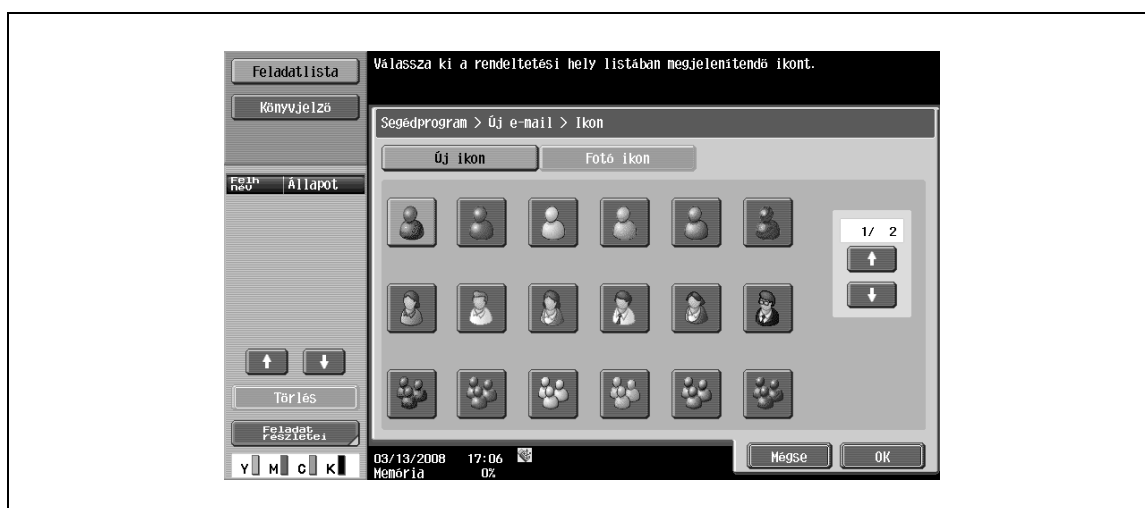 Feladatlista
Könyvjelző
Felh név Állapot
Törlés
Feladat részletei
Y M C K
Válassza ki a rendeltetési hely listában megjelenítendő ikont.
Segédprogram > Új e-mail > Ikon
Új ikon Fotó ikon
1/ 2
03/13/2008 17:06
Memória 0%
Mégse OK